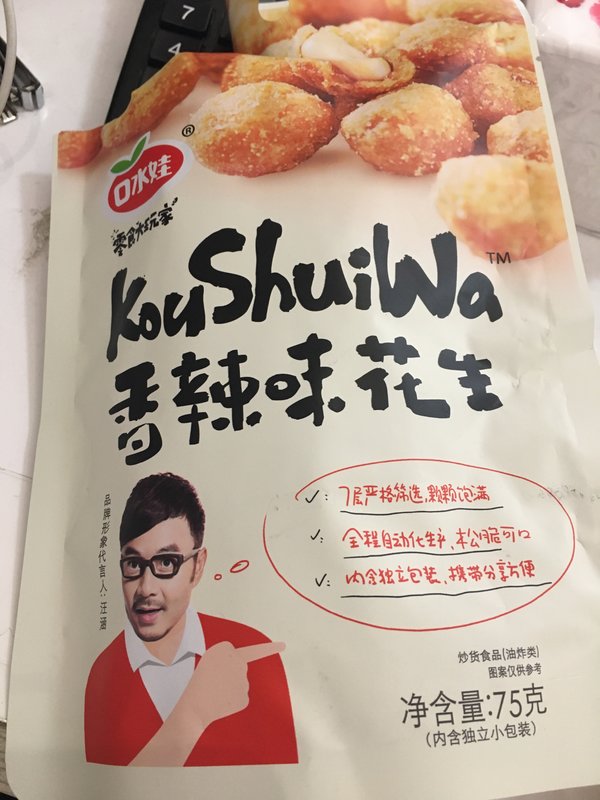 7
4
口水娃
®
零食大玩家
KouShuiWa
TM
香辣味花生
品牌形象代言人:汪涵
✓: 7层严格筛选,颗颗饱满
✓: 全程自动化生产、松脆可口
✓: 内含独立包装、携带分享方便
炒货食品(油炸类)
图案仅供参考
净含量:75克
(内含独立小包装)